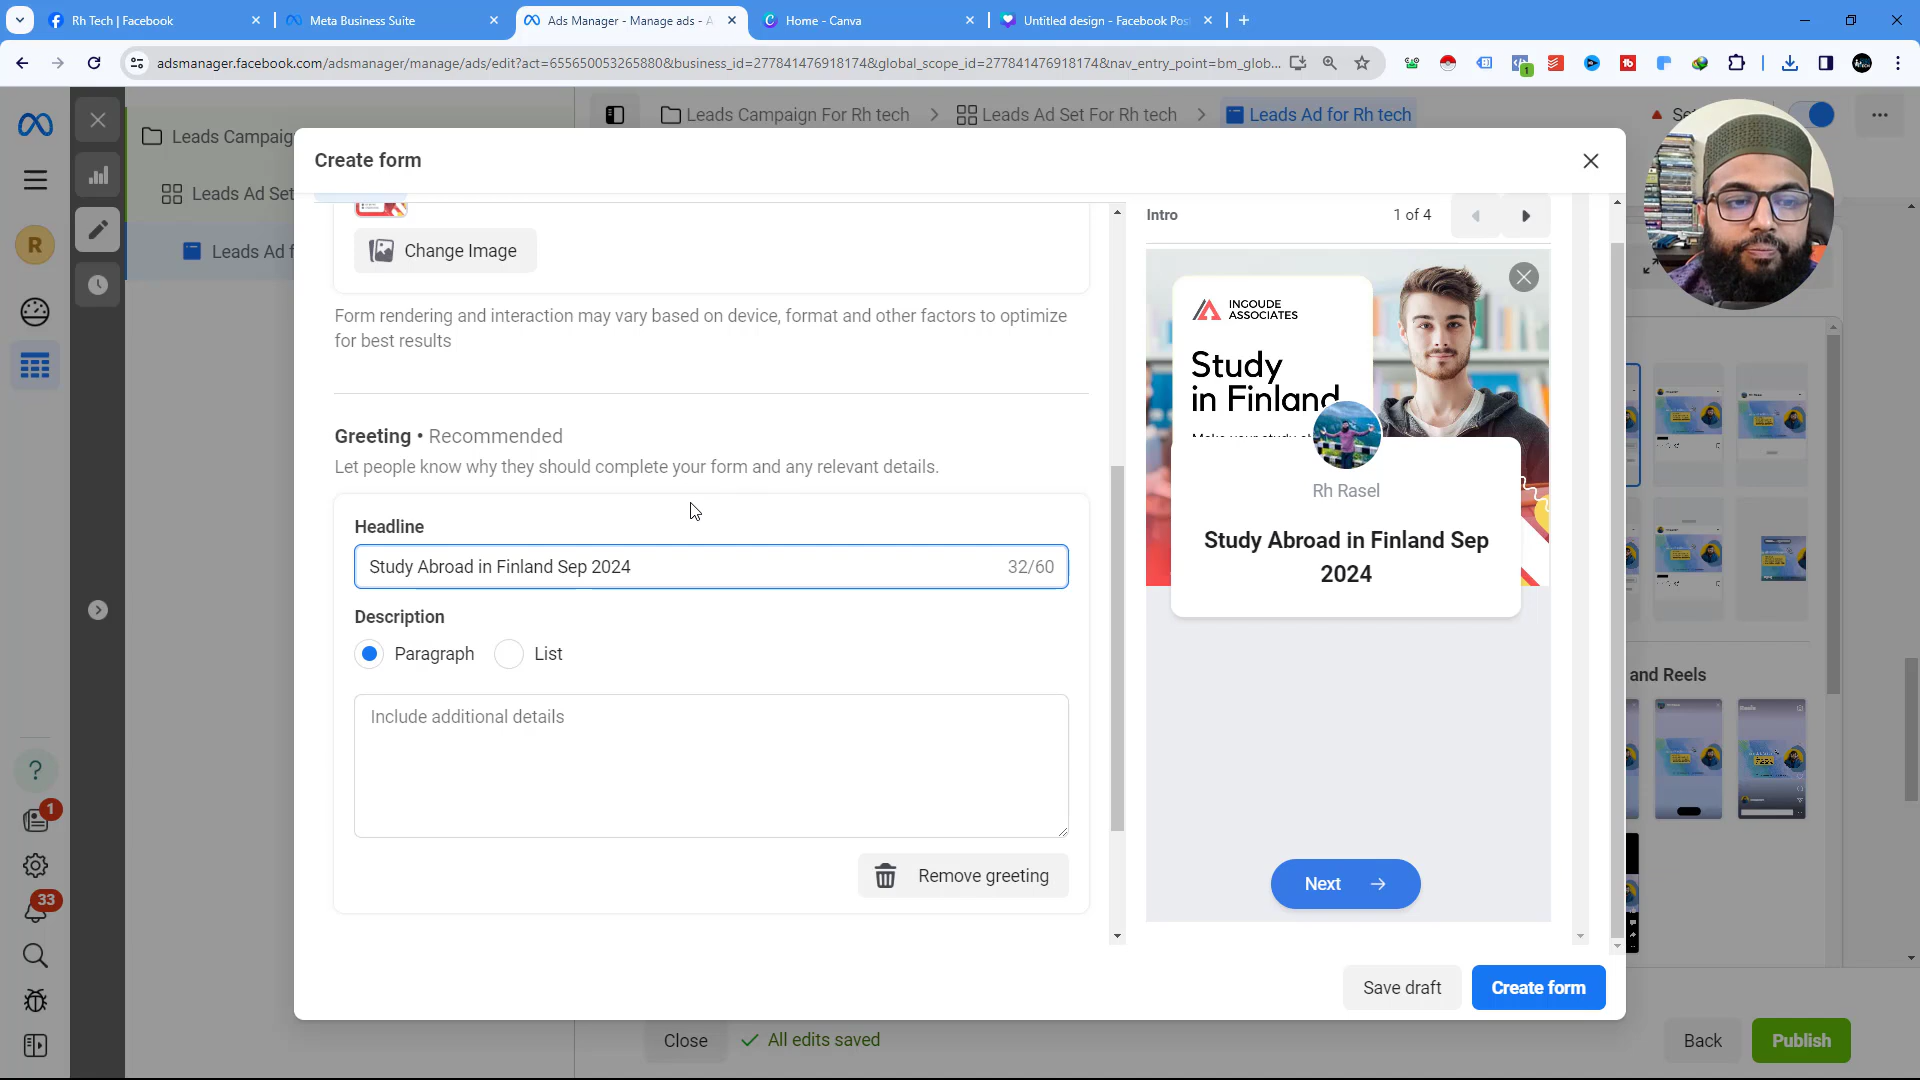 Rh Tech | Facebook
Meta Business Suite
Ads Manager - Manage ads - A
Home - Canva
Untitled design - Facebook Pos
adsmanager.facebook.com/adsmanager/manage/ads/edit?act=655650053265880&business_id=277841476918174&global_scope_id=277841476918174&nav_entry_point=bm_glob...
Leads Campaign For Rh tech
Leads Ad Set For Rh tech
Leads Ad for Rh tech
Leads Campaig
Leads Ad Set
Leads Ad f
R
1
33
Create form
Change Image
Form rendering and interaction may vary based on device, format and other factors to optimize
for best results
Greeting • Recommended
Let people know why they should complete your form and any relevant details.
Headline
Study Abroad in Finland Sep 2024
32/60
Description
Paragraph
List
Include additional details
Remove greeting
Intro
1 of 4
INGOUDE
ASSOCIATES
Study
in Finland
Rh Rasel
Study Abroad in Finland Sep
2024
Next
and Reels
Save draft
Create form
Close
All edits saved
Back
Publish